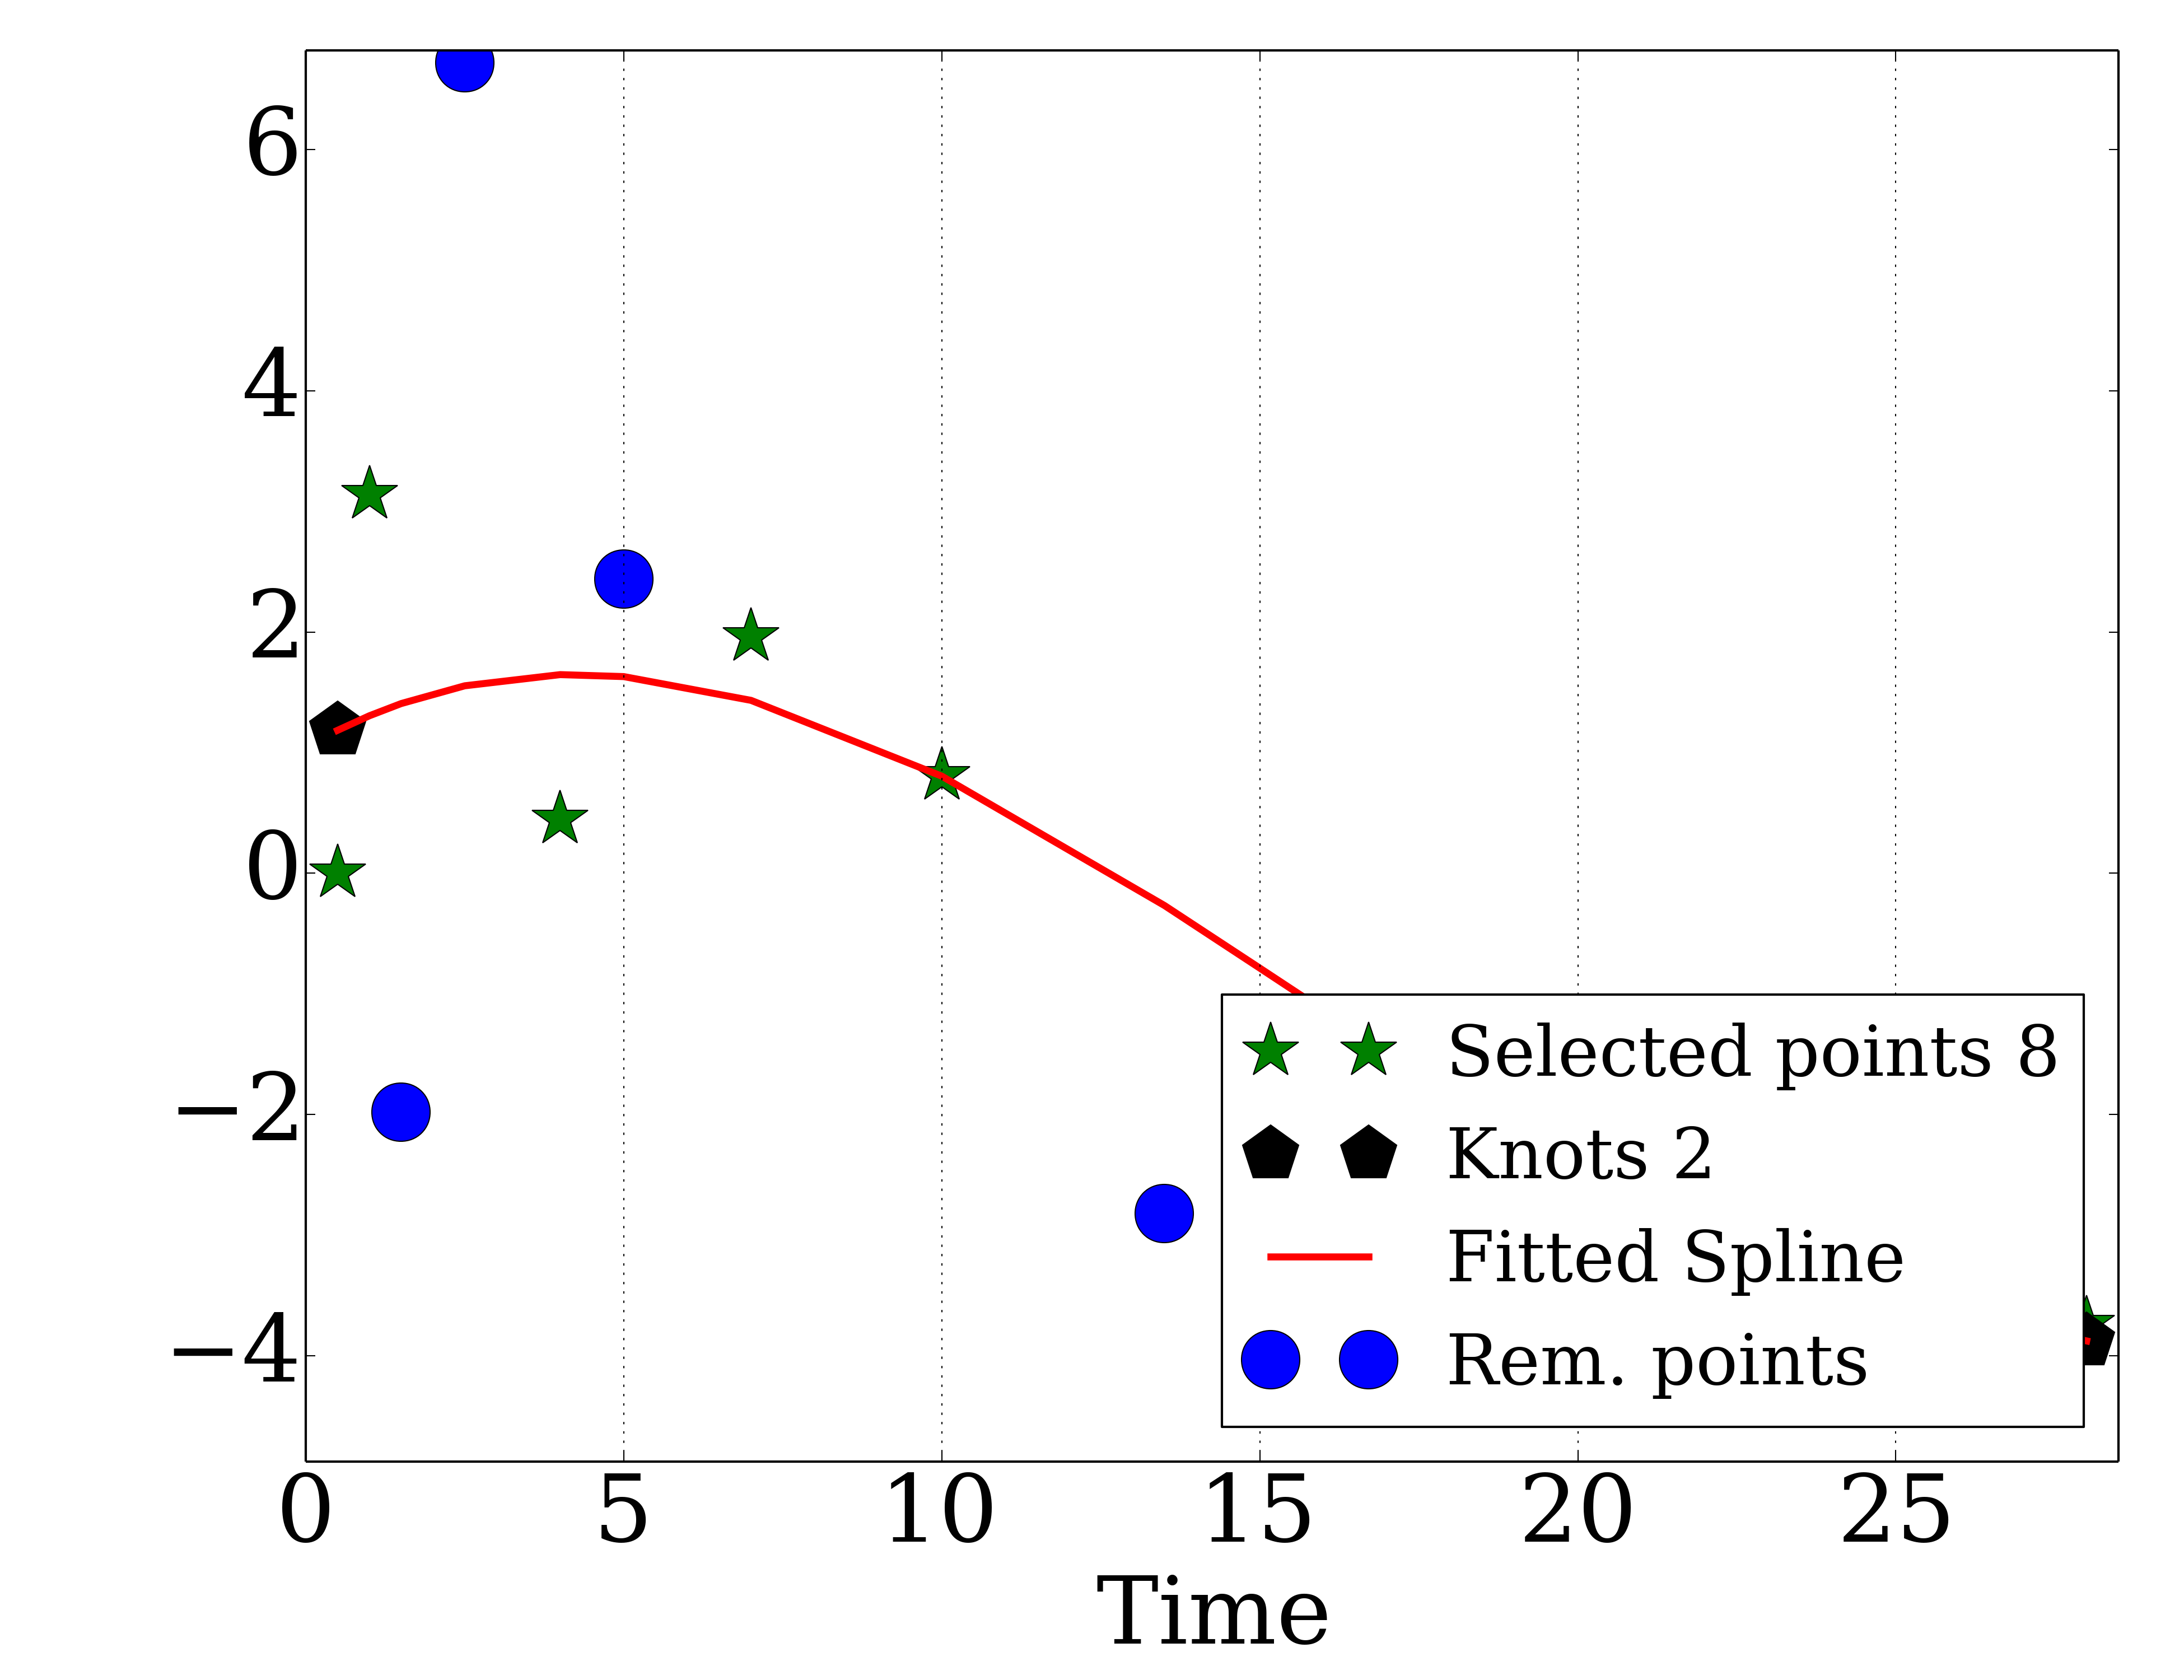 6
4
2
0
−2
−4
Selected points 8
Knots 2
Fitted Spline
Rem. points
0 5 10 15 20 25
Time